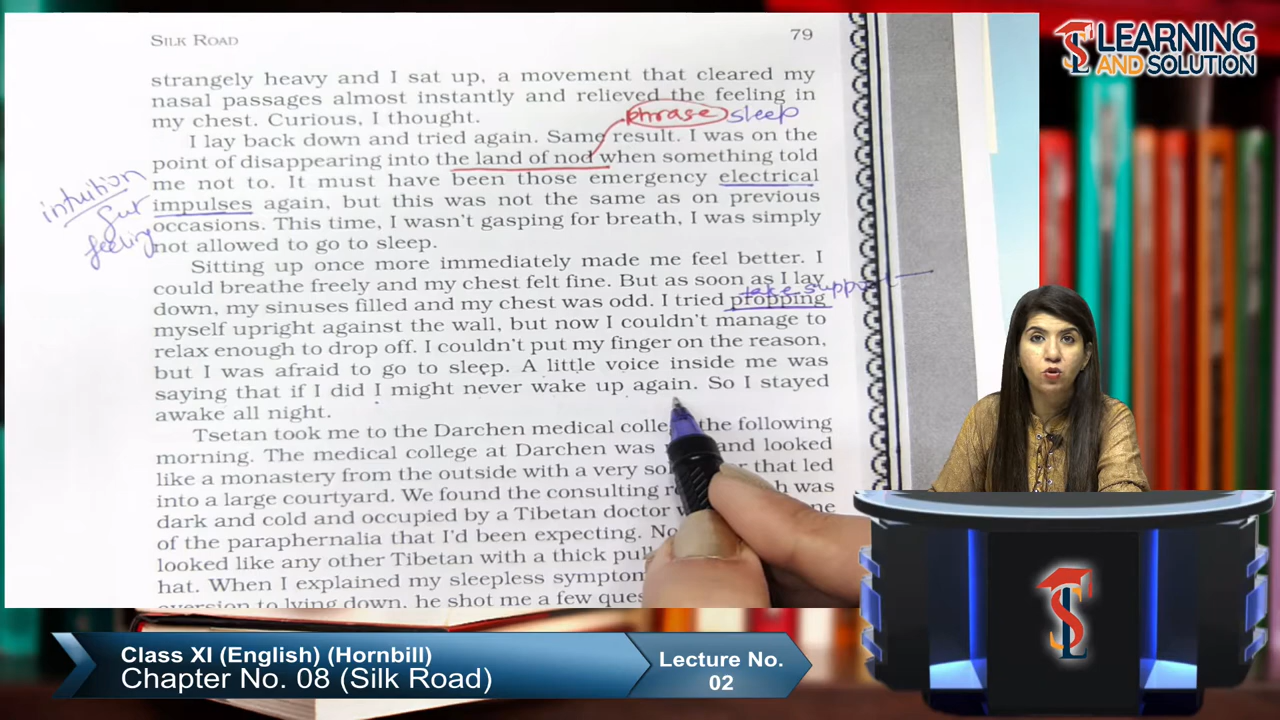 SILK ROAD
79
strangely heavy and I sat up, a movement that cleared my
nasal passages almost instantly and relieved the feeling in
my chest. Curious, I thought.
phrase sleep
I lay back down and tried again. Same result. I was on the
point of disappearing into the land of nod when something told
me not to. It must have been those emergency electrical
impulses again, but this was not the same as on previous
occasions. This time, I wasn't gasping for breath, I was simply
not allowed to go to sleep.
intuition
Gut
feeling
Sitting up once more immediately made me feel better. I
could breathe freely and my chest felt fine. But as soon as I lay
take support
down, my sinuses filled and my chest was odd. I tried propping
myself upright against the wall, but now I couldn't manage to
relax enough to drop off. I couldn't put my finger on the reason,
but I was afraid to go to sleep. A little voice inside me was
saying that if I did I might never wake up again. So I stayed
awake all night.
Tsetan took me to the Darchen medical the following
morning. The medical college at Darchen was and looked
like a monastery from the outside with a very that led
into a large courtyard. We found the consulting was
dark and cold and occupied by a Tibetan doctor
of the paraphernalia that I'd been expecting.
looked like any other Tibetan with a thick
hat. When I explained my sleepless
to lying down, he shot me a few
LEARNING
AND SOLUTION
Class XI (English) (Hornbill)
Chapter No. 08 (Silk Road)
Lecture No.
02